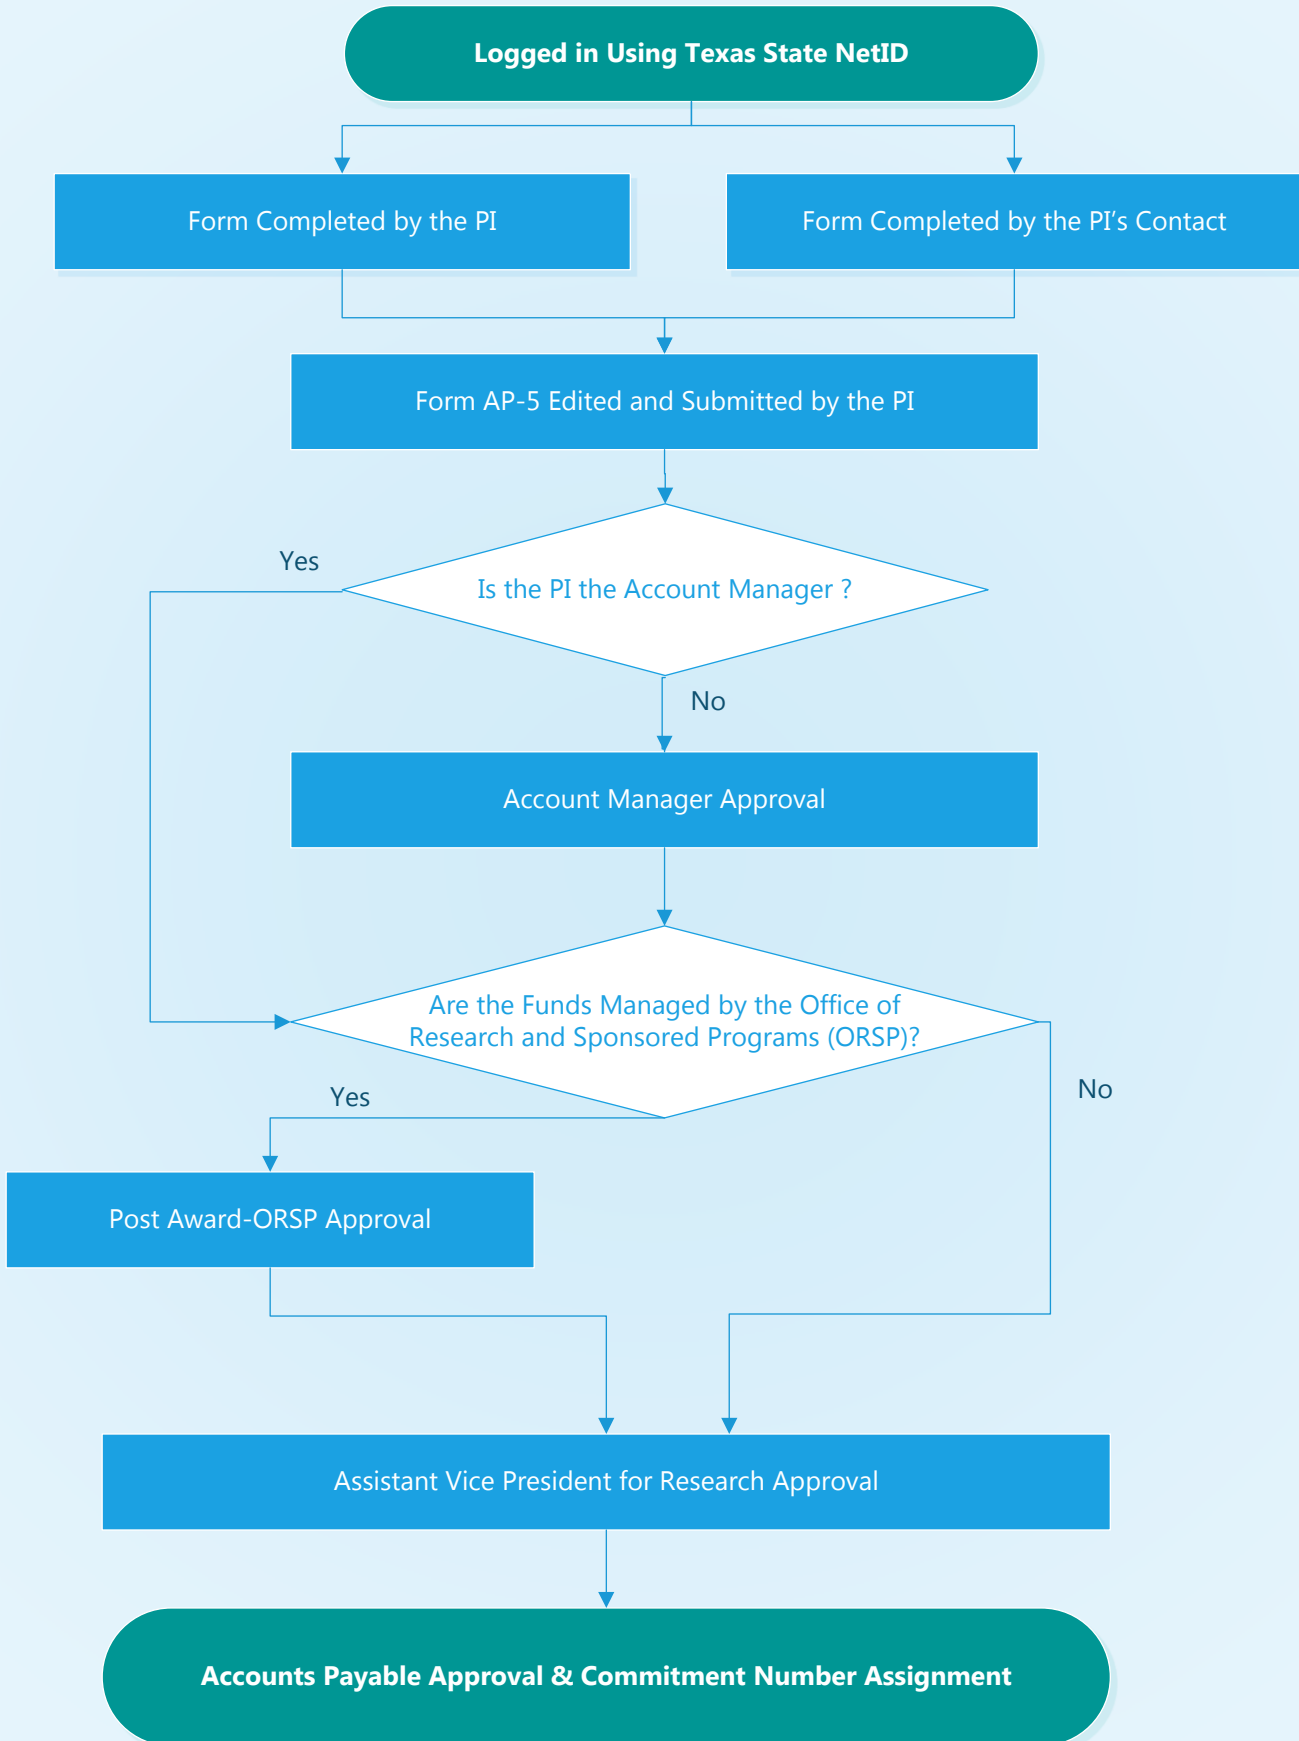 Logged in Using Texas State NetID
Form Completed by the PI
Form Completed by the PI’s Contact
Form AP-5 Edited and Submitted by the PI
Yes
Is the PI the Account Manager ?
No
Account Manager Approval
Are the Funds Managed by the Office of
Research and Sponsored Programs (ORSP)?
Yes
No
Post Award-ORSP Approval
Assistant Vice President for Research Approval
Accounts Payable Approval & Commitment Number Assignment